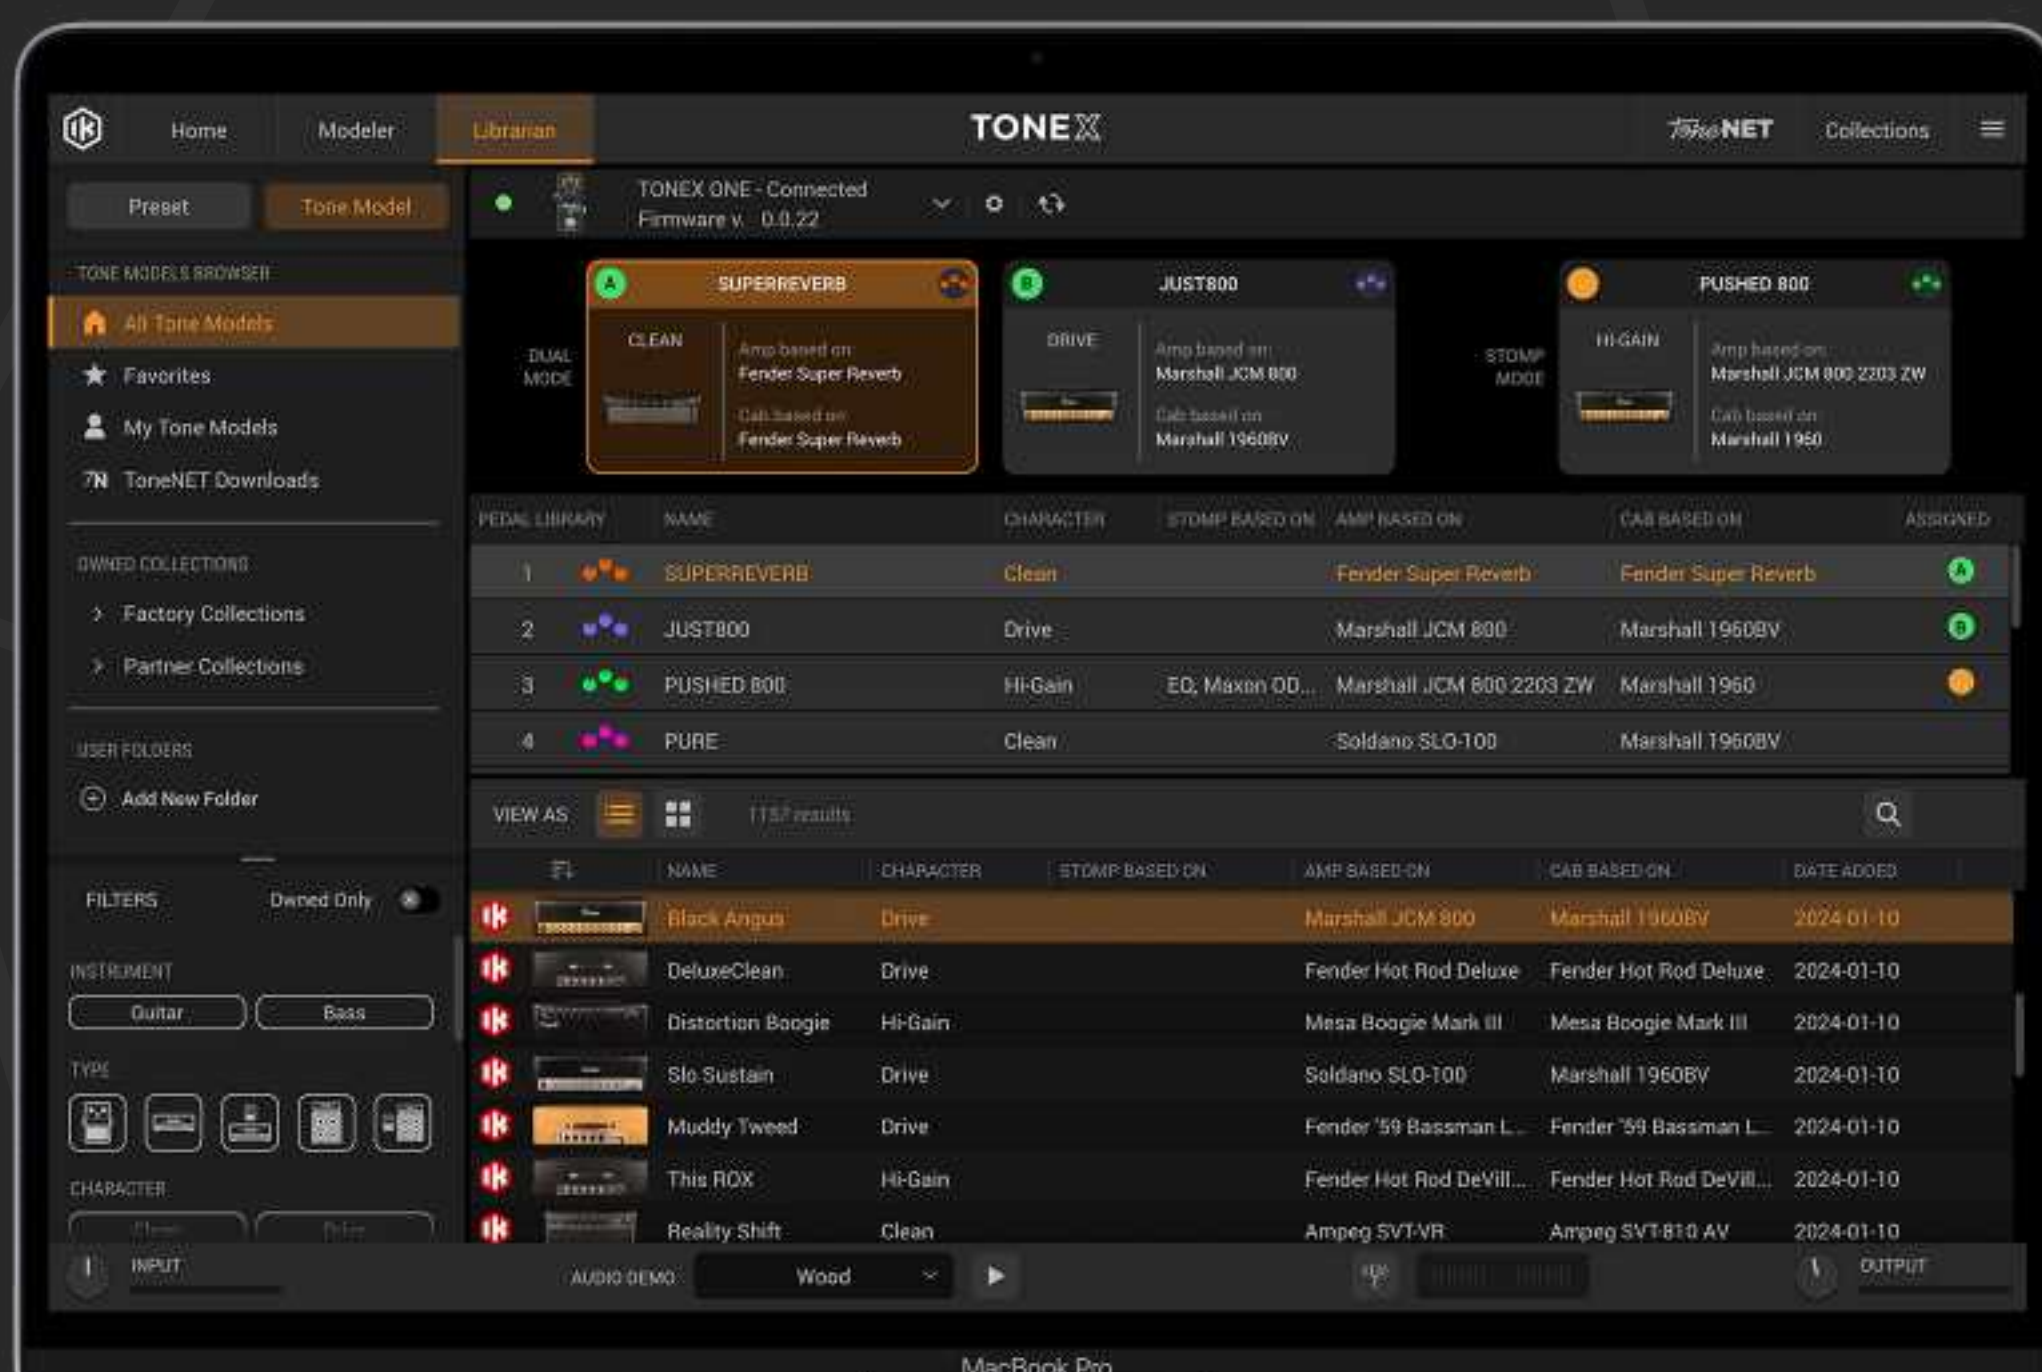 Home Modeler Librarian TONEX ToneNET Collections
Preset Tone Model
TONEX ONE - Connected
Firmware v. 0.0.22
TONE MODELS BROWSER
All Tone Models
Favorites
My Tone Models
ToneNET Downloads
OWNED COLLECTIONS
Factory Collections
Partner Collections
USER FOLDERS
Add New Folder
FILTERS Owned Only
INSTRUMENT
Guitar Bass
TYPE
CHARACTER
Clean Drive
DUAL
MODE
A SUPERREVERB
CLEAN
Amp based on:
Fender Super Reverb
Cab based on:
Fender Super Reverb
B JUST800
DRIVE
Amp based on:
Marshall JCM 800
Cab based on:
Marshall 1960BV
STOMP
MODE
PUSHED 800
HI-GAIN
Amp based on:
Marshall JCM 800 2203 ZW
Cab based on:
Marshall 1960
PEDAL LIBRARY NAME CHARACTER STOMP BASED ON AMP BASED ON CAB BASED ON ASSIGNED
1 SUPERREVERB Clean Fender Super Reverb Fender Super Reverb A
2 JUST800 Drive Marshall JCM 800 Marshall 1960BV B
3 PUSHED 800 Hi-Gain EQ, Maxon OD... Marshall JCM 800 2203 ZW Marshall 1960
4 PURE Clean Soldano SLO-100 Marshall 1960BV
VIEW AS 1157 results
NAME CHARACTER STOMP BASED ON AMP BASED ON CAB BASED ON DATE ADDED
Black Angus Drive Marshall JCM 800 Marshall 1960BV 2024-01-10
DeluxeClean Drive Fender Hot Rod Deluxe Fender Hot Rod Deluxe 2024-01-10
Distortion Boogie Hi-Gain Mesa Boogie Mark III Mesa Boogie Mark III 2024-01-10
Slo Sustain Drive Soldano SLO-100 Marshall 1960BV 2024-01-10
Muddy Tweed Drive Fender '59 Bassman L... Fender '59 Bassman L... 2024-01-10
This ROX Hi-Gain Fender Hot Rod DeVill... Fender Hot Rod DeVill... 2024-01-10
Reality Shift Clean Ampeg SVT-VR Ampeg SVT-810 AV 2024-01-10
INPUT AUDIO DEMO Wood OUTPUT
MacBook Pro